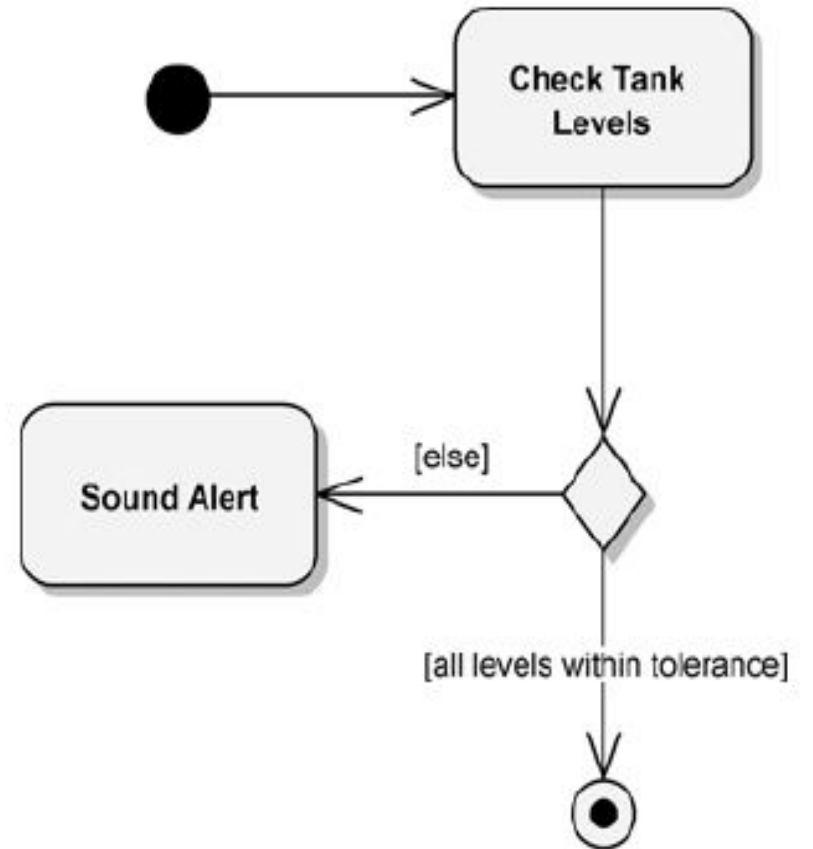 Check Tank
Levels
[else]
Sound Alert
[all levels within tolerance]